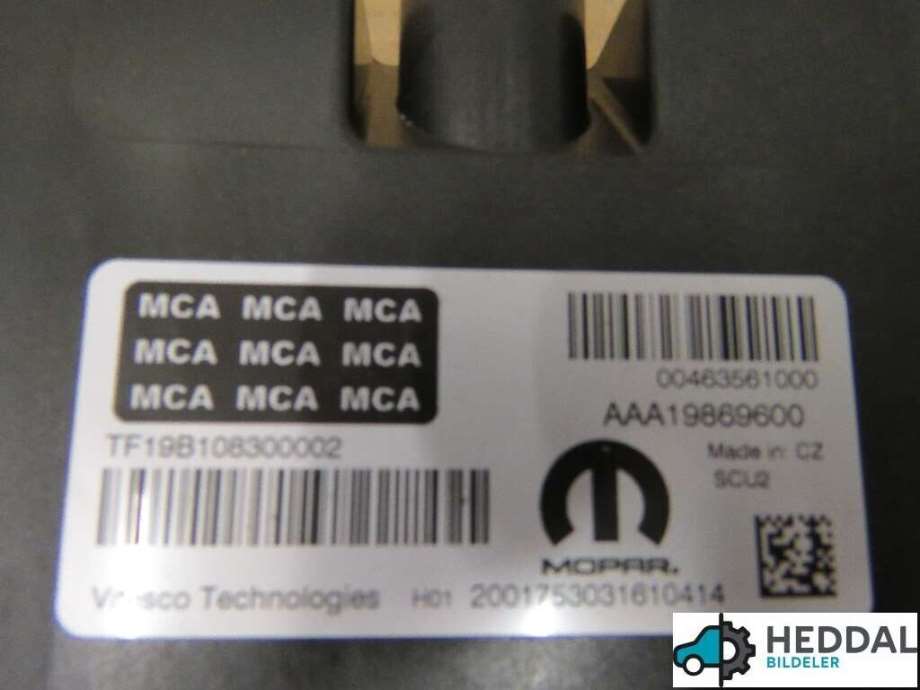 MCA MCA MCA
MCA MCA MCA
MCA MCA MCA
TF19B108300002
00463561000
AAA19869600
Made in: CZ
SCU2
MOPAR.
Vitesco Technologies H01 2001753031610414
HEDDAL
BILDELER